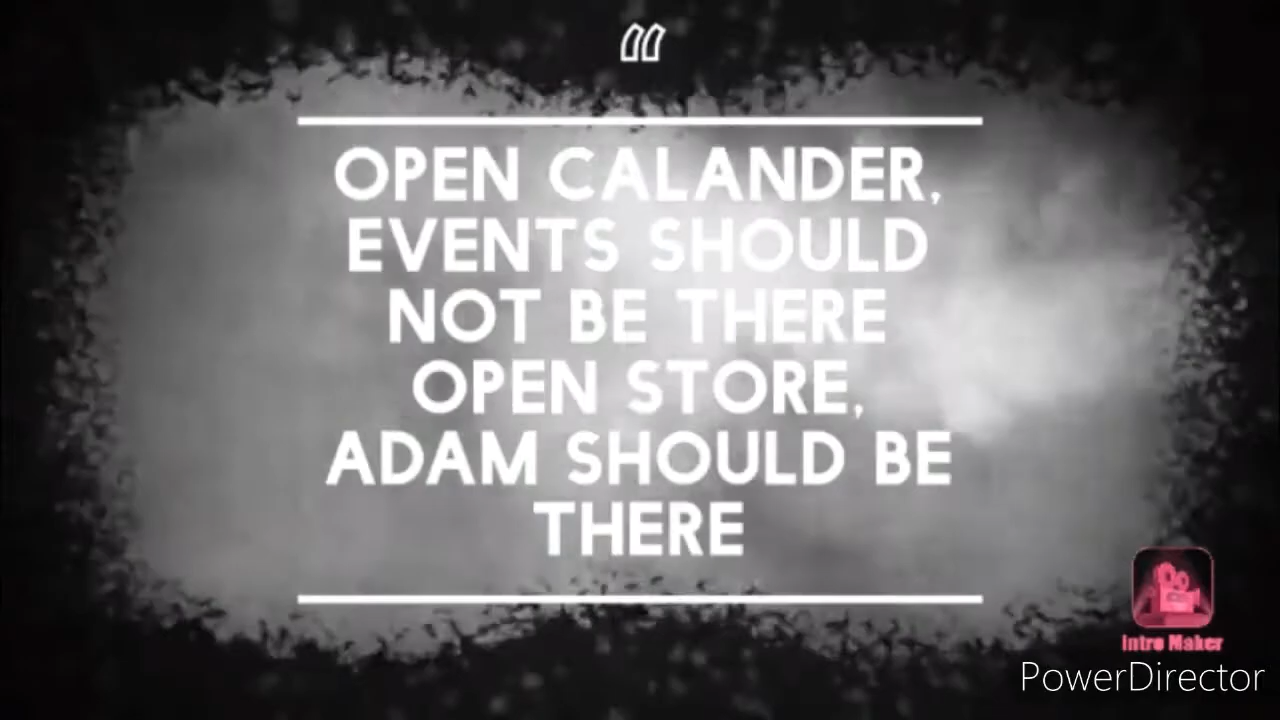 OPEN CALANDER,
EVENTS SHOULD
NOT BE THERE
OPEN STORE,
ADAM SHOULD BE
THERE
Intro Maker
PowerDirector